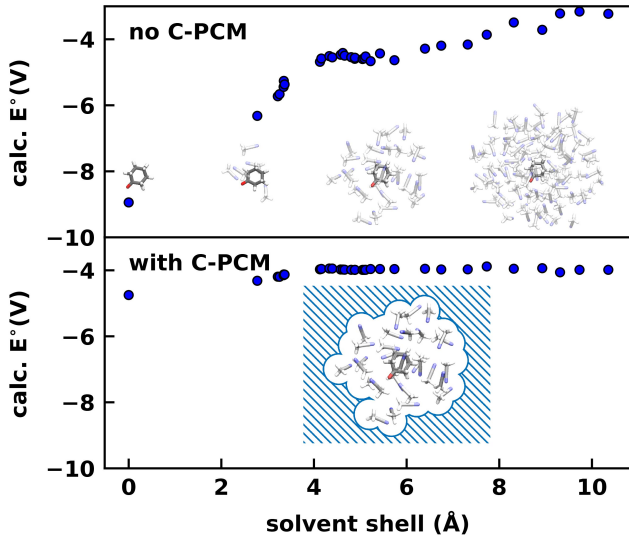 no C-PCM
calc. E°(V)
−4
−6
−8
−10
with C-PCM
calc. E°(V)
−4
−6
−8
−10
0
2
4
6
8
10
solvent shell (Å)